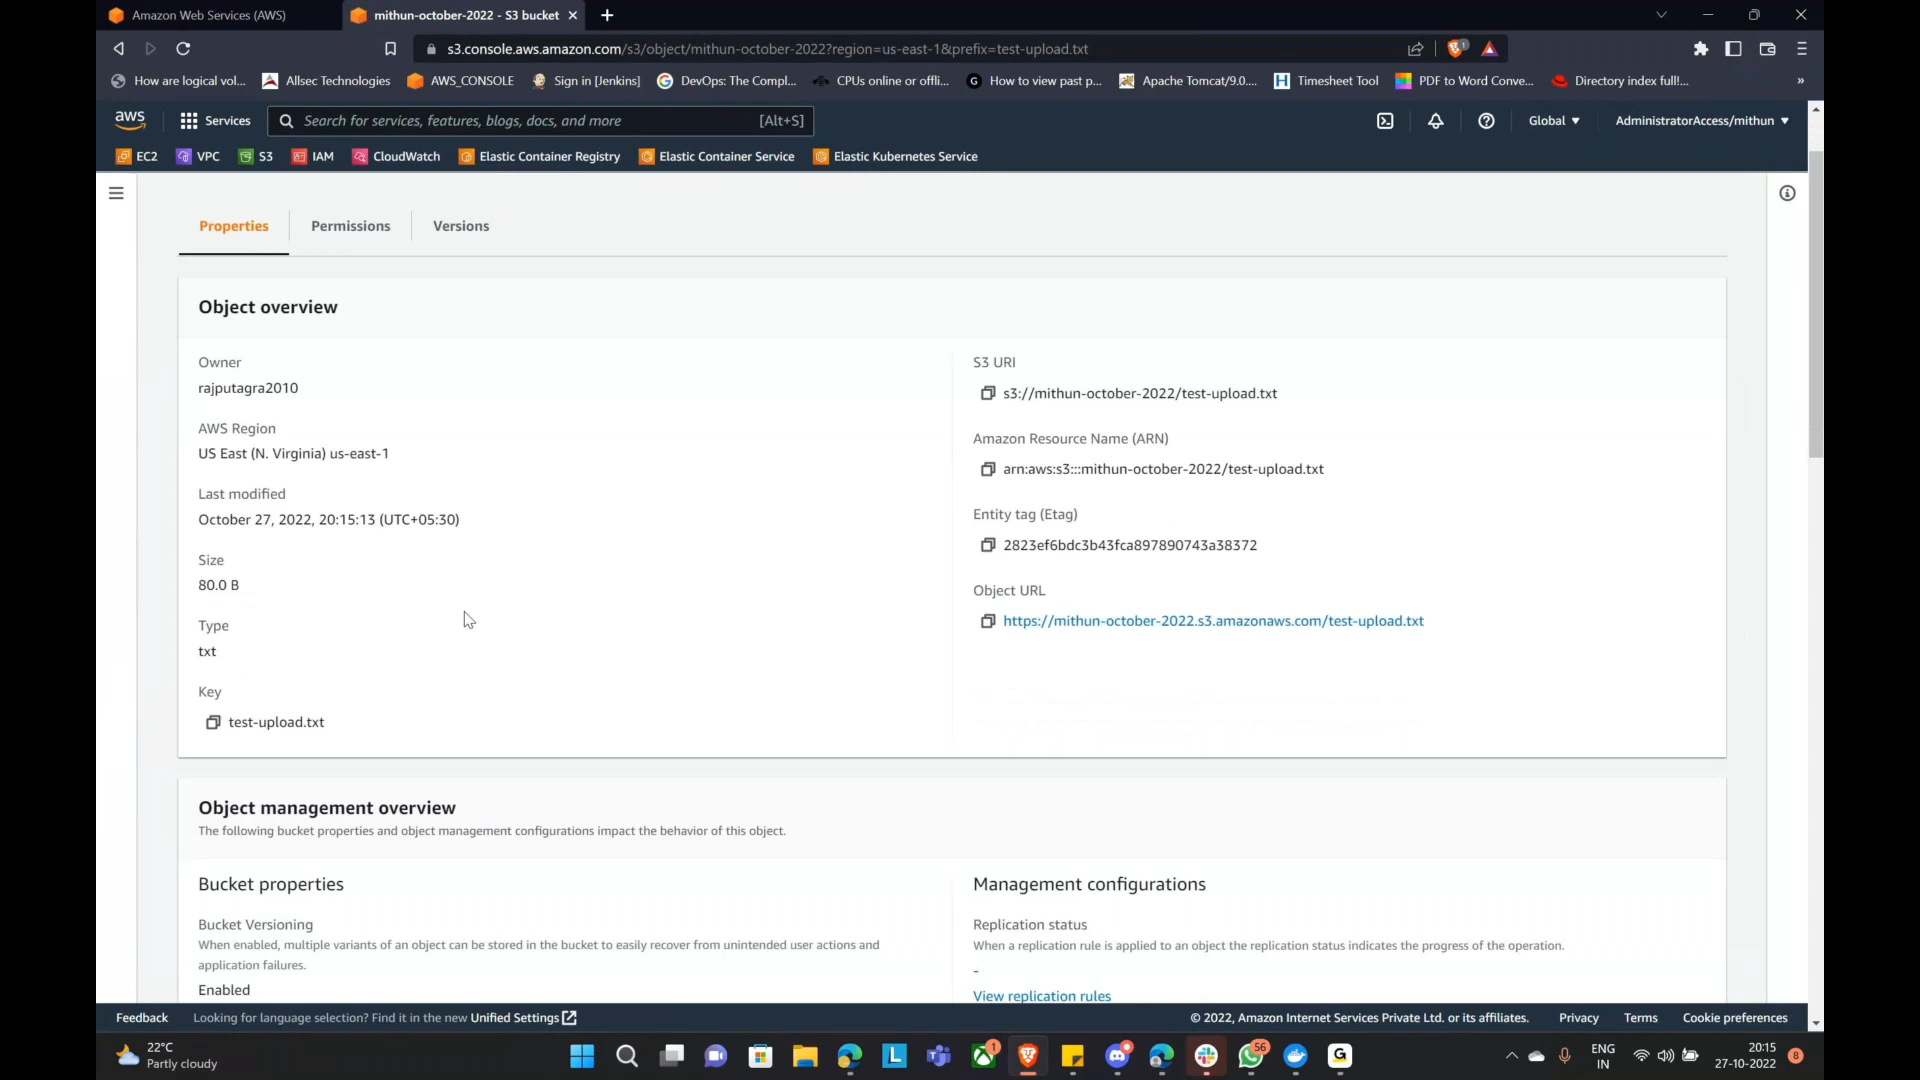 Amazon Web Services (AWS)
mithun-october-2022 - S3 bucket
s3.console.aws.amazon.com/s3/object/mithun-october-2022?region=us-east-1&prefix=test-upload.txt
1
How are logical vol...
Allsec Technologies
AWS_CONSOLE
Sign in [Jenkins]
DevOps: The Compl...
CPUs online or offli...
How to view past p...
Apache Tomcat/9.0....
Timesheet Tool
PDF to Word Conve...
Directory index full!...
»
aws
Services
Search for services, features, blogs, docs, and more
[Alt+S]
Global
AdministratorAccess/mithun
EC2
VPC
S3
IAM
CloudWatch
Elastic Container Registry
Elastic Container Service
Elastic Kubernetes Service
Properties
Permissions
Versions
Object overview
Owner
rajputagra2010
AWS Region
US East (N. Virginia) us-east-1
Last modified
October 27, 2022, 20:15:13 (UTC+05:30)
Size
80.0 B
Type
txt
Key
test-upload.txt
S3 URI
s3://mithun-october-2022/test-upload.txt
Amazon Resource Name (ARN)
arn:aws:s3:::mithun-october-2022/test-upload.txt
Entity tag (Etag)
2823ef6bdc3b43fca897890743a38372
Object URL
https://mithun-october-2022.s3.amazonaws.com/test-upload.txt
Object management overview
The following bucket properties and object management configurations impact the behavior of this object.
Bucket properties
Bucket Versioning
When enabled, multiple variants of an object can be stored in the bucket to easily recover from unintended user actions and
application failures.
Enabled
Management configurations
Replication status
When a replication rule is applied to an object the replication status indicates the progress of the operation.
-
View replication rules
Feedback
Looking for language selection? Find it in the new Unified Settings
© 2022, Amazon Internet Services Private Ltd. or its affiliates.
Privacy
Terms
Cookie preferences
22°C
Partly cloudy
L
1
56
G
ENG
IN
20:15
27-10-2022
8